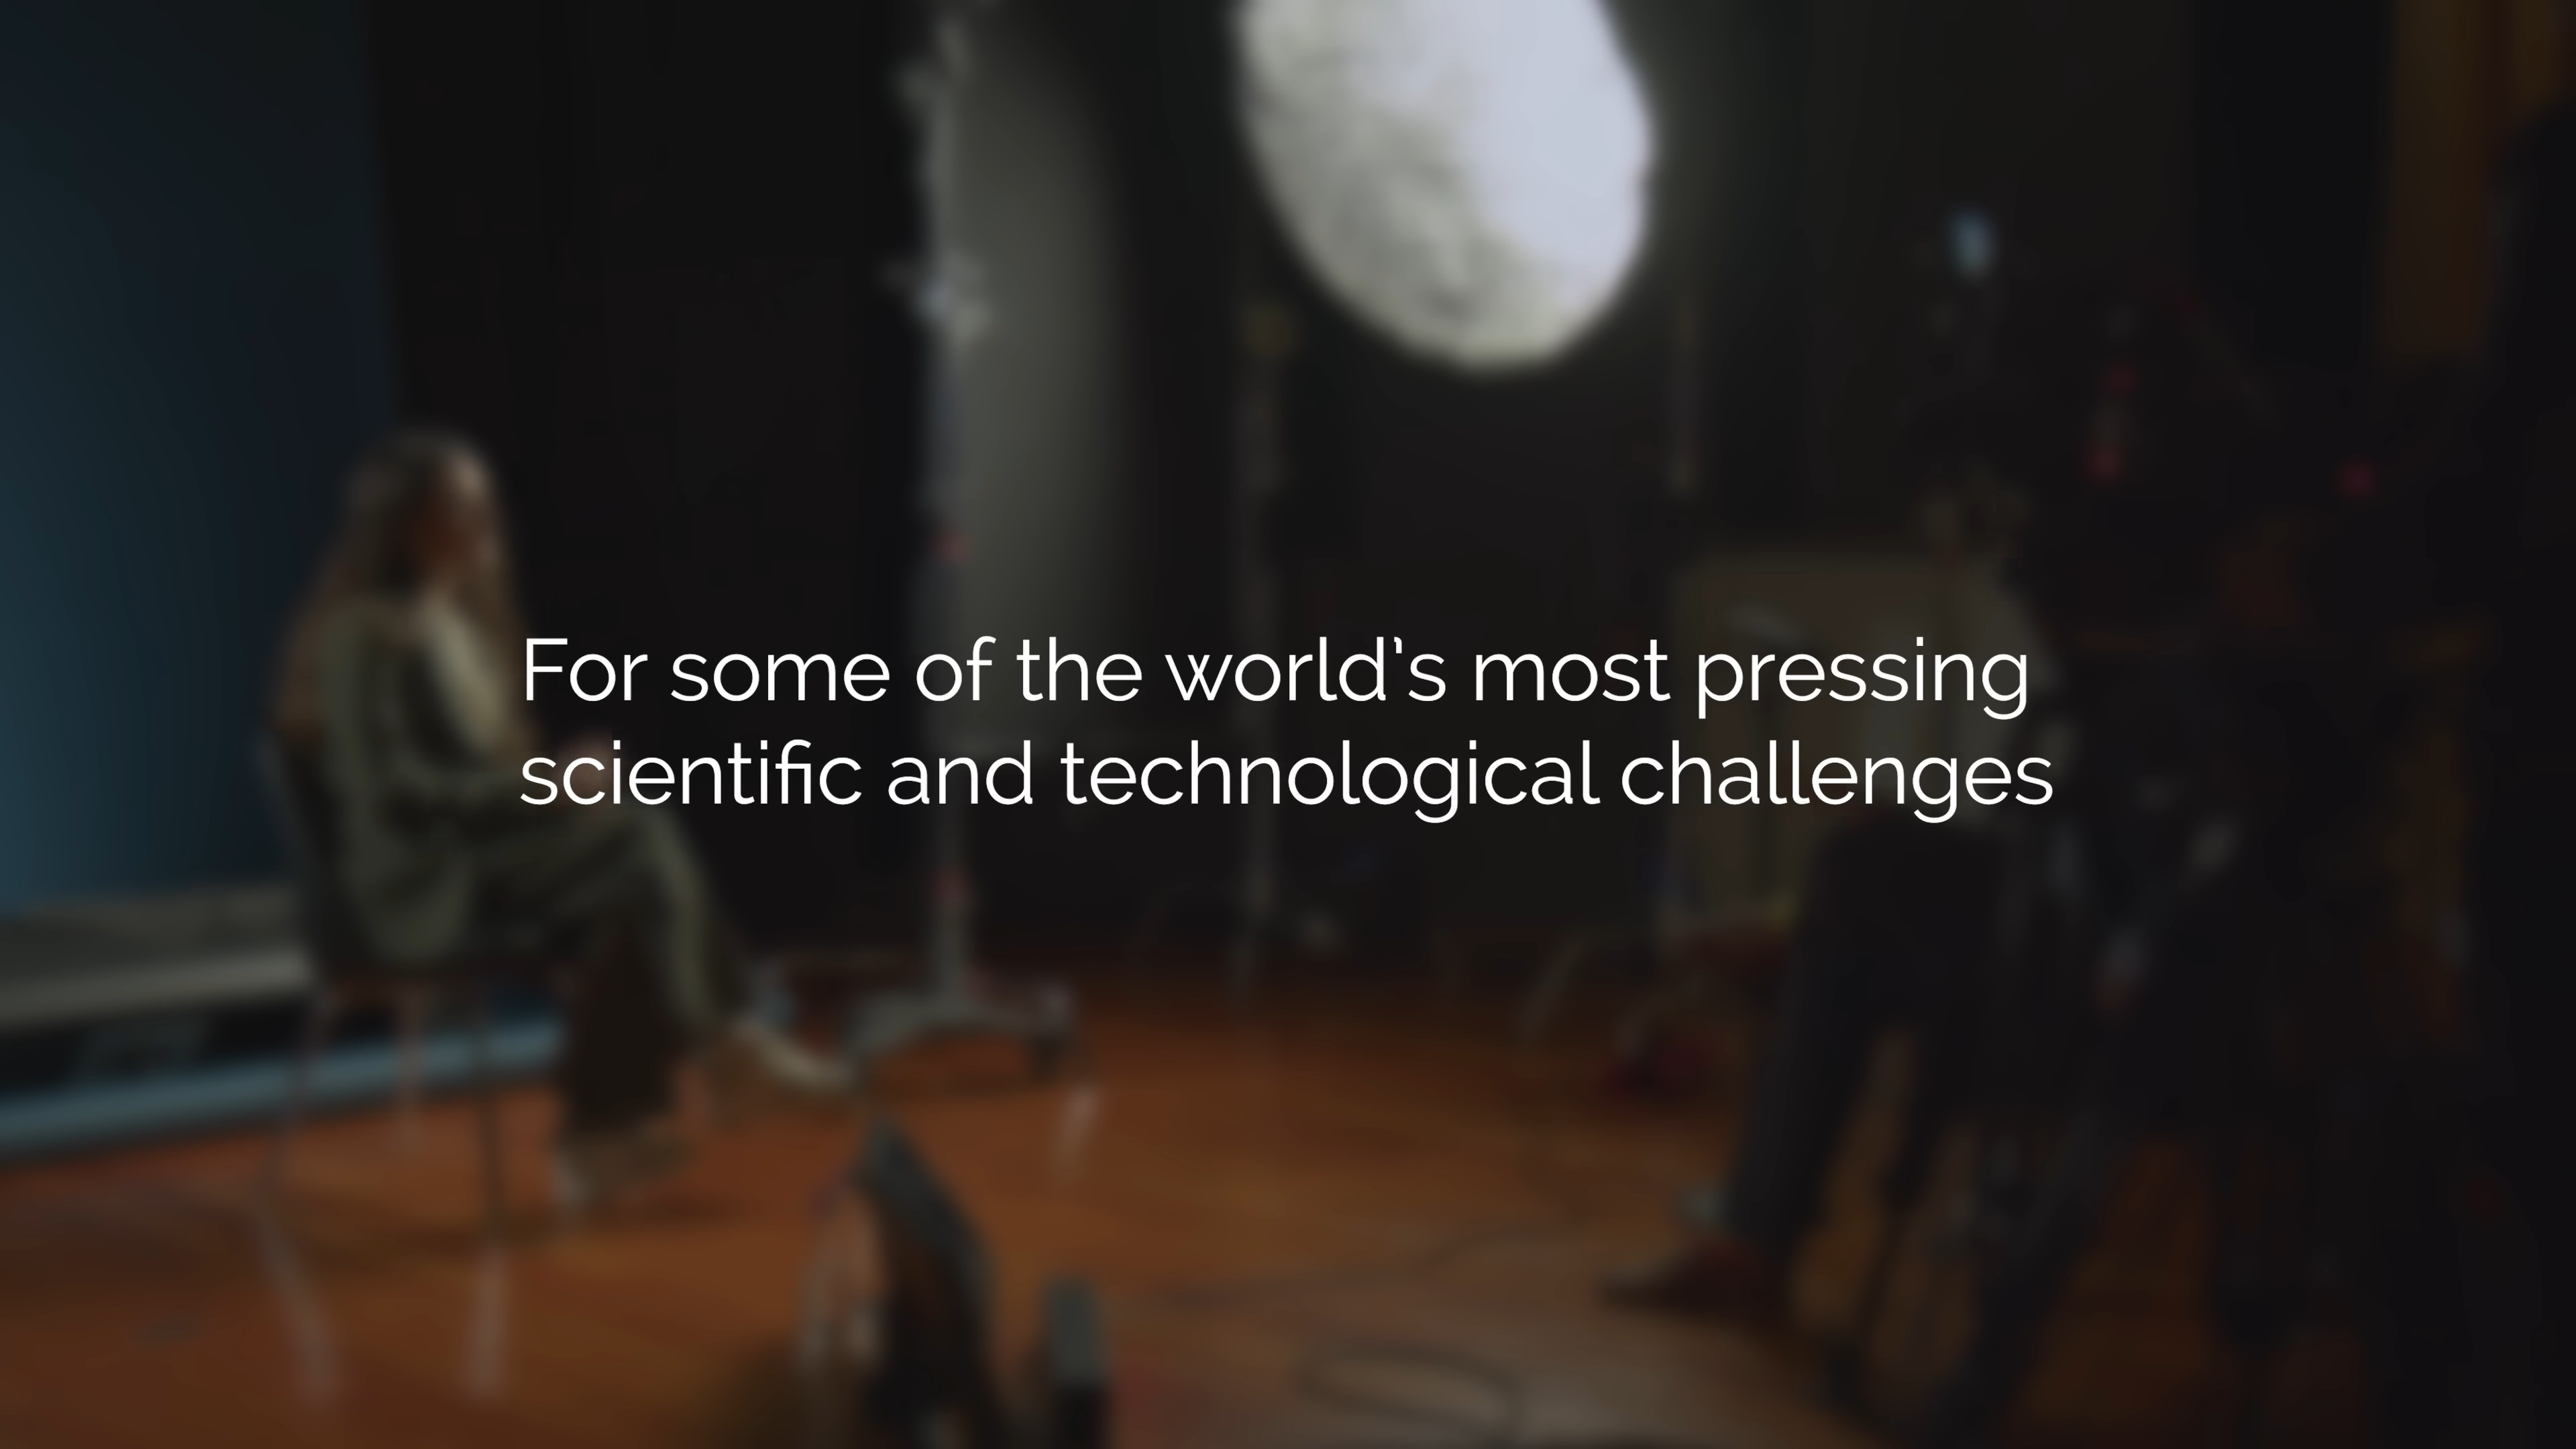 For some of the world's most pressing
scientific and technological challenges